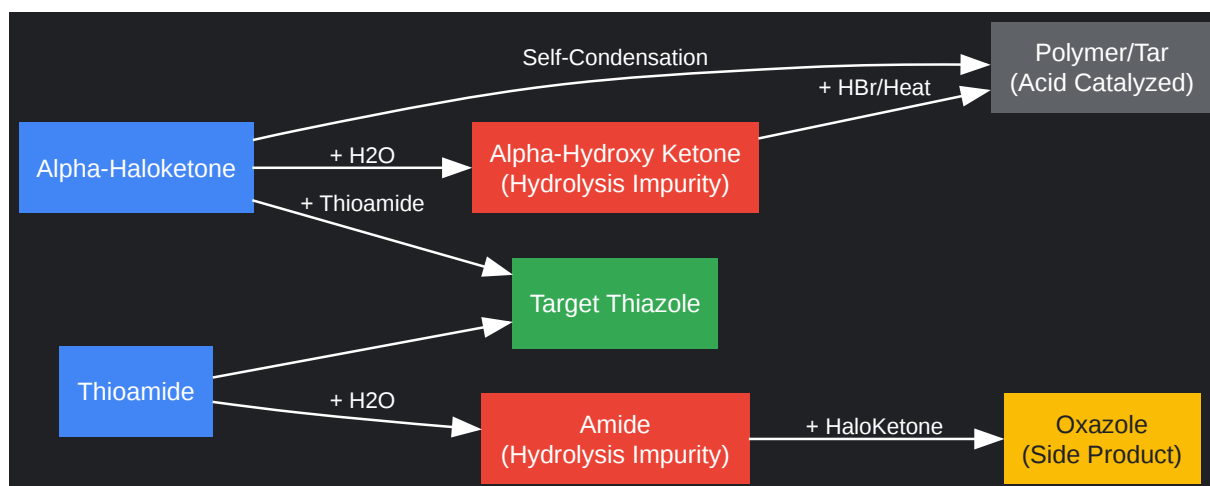 Self-Condensation
Polymer/Tar
(Acid Catalyzed)
+ HBr/Heat
Alpha-Haloketone
+ H2O
Alpha-Hydroxy Ketone
(Hydrolysis Impurity)
+ Thioamide
Target Thiazole
Thioamide
+ H2O
Amide
(Hydrolysis Impurity)
+ HaloKetone
Oxazole
(Side Product)